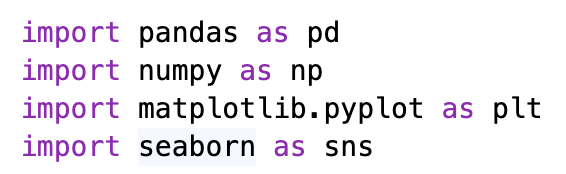 import pandas as pd
import numpy as np
import matplotlib.pyplot as plt
import seaborn as sns